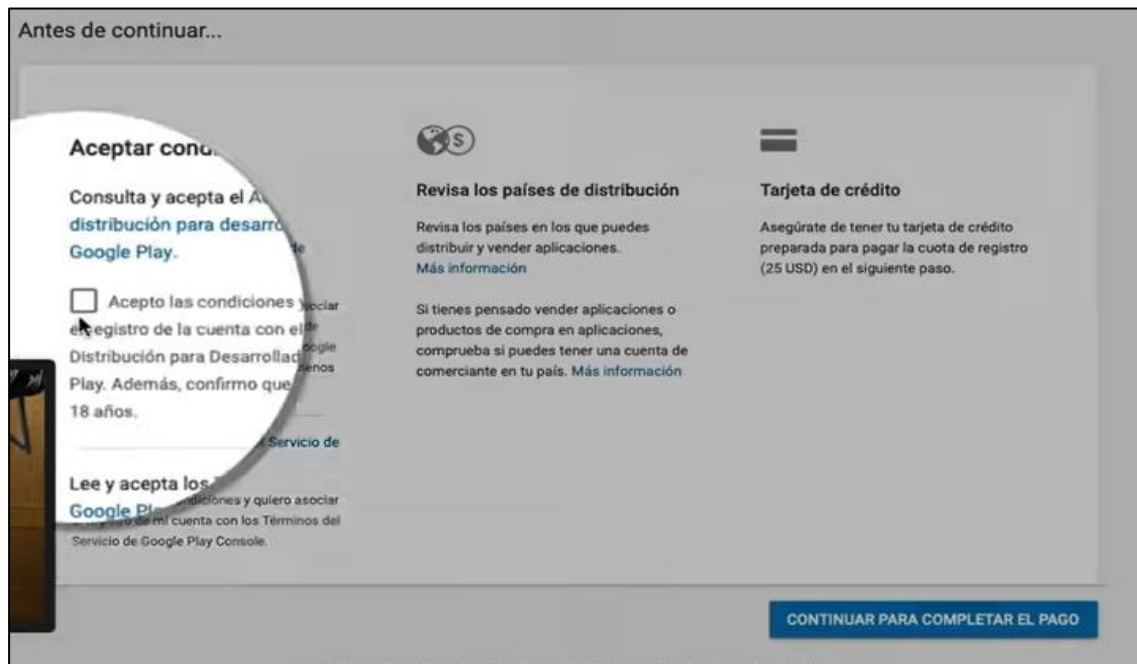 Antes de continuar...
Aceptar
Consulta y acepta el
distribución para
Google Play.
Acepto las condiciones y
registro de la cuenta con el
Distribución para
Play. Además, confirmo que
18 años.
Servicio de
Lee y acepta los
Google
y quiero asociar
mi cuenta con los Términos del
Servicio de Google Play Console.
$
Revisa los países de distribución
Revisa los países en los que puedes
distribuir y vender aplicaciones.
Más información
Si tienes pensado vender aplicaciones o
productos de compra en aplicaciones,
comprueba si puedes tener una cuenta de
comerciante en tu país. Más información
Tarjeta de crédito
Asegúrate de tener tu tarjeta de crédito
preparada para pagar la cuota de registro
(25 USD) en el siguiente paso.
CONTINUAR PARA COMPLETAR EL PAGO